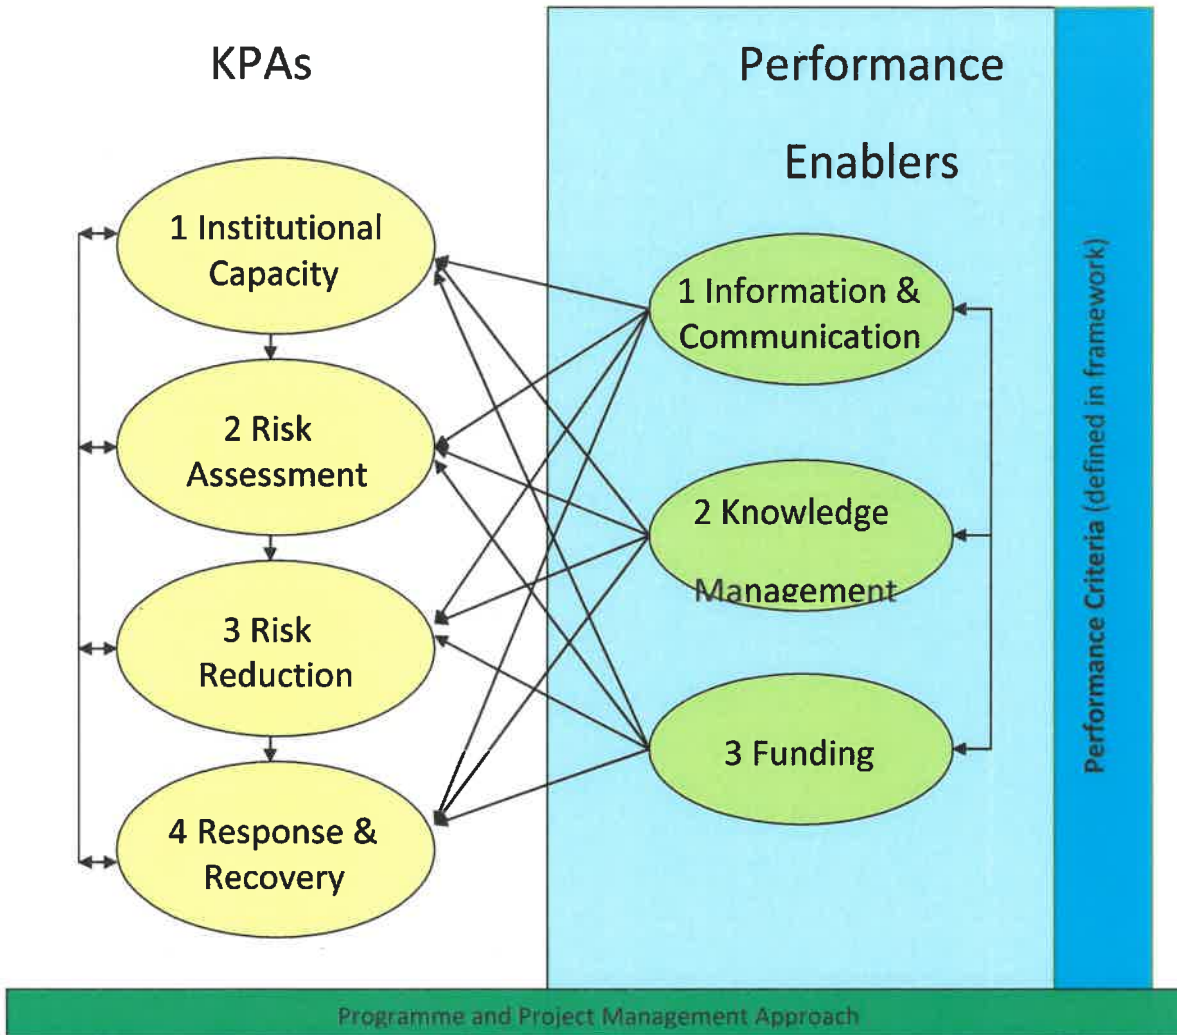 KPAs
Performance
Enablers
1 Institutional
Capacity
2 Risk
Assessment
3 Risk
Reduction
4 Response &
Recovery
1 Information &
Communication
2 Knowledge
Management
3 Funding
Performance Criteria (defined in framework)
Programme and Project Management Approach